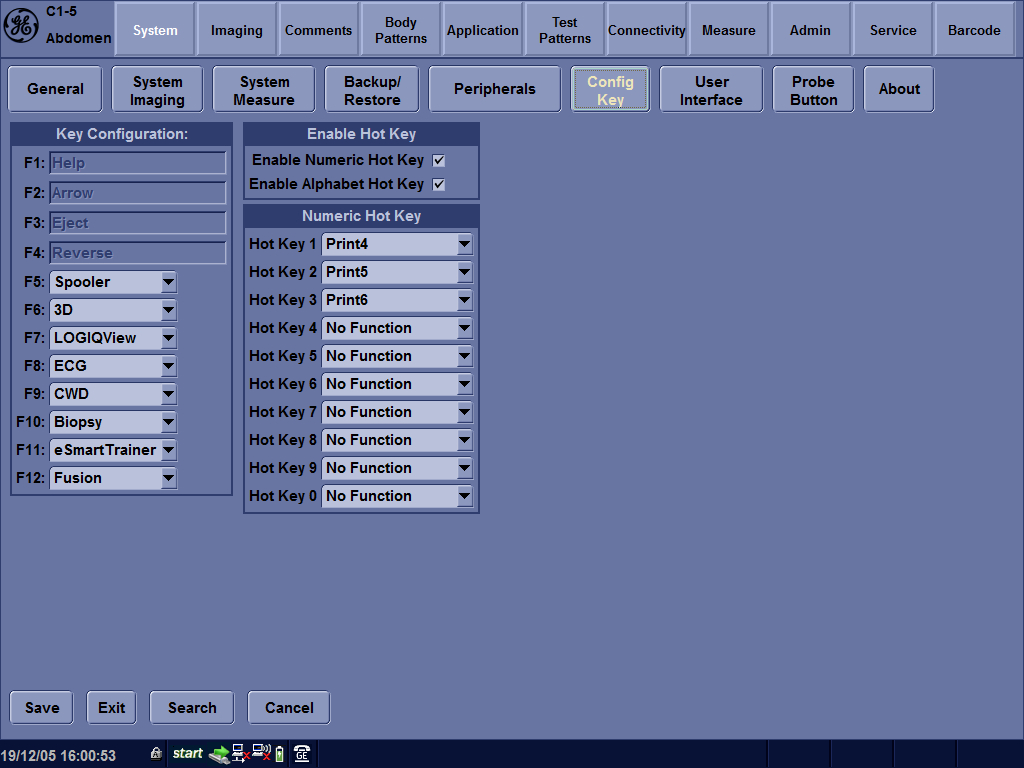 C1-5
Abdomen
System
Imaging
Comments
Body
Patterns
Application
Test
Patterns
Connectivity
Measure
Admin
Service
Barcode
General
System
Imaging
System
Measure
Backup/
Restore
Peripherals
Config
Key
User
Interface
Probe
Button
About
Key Configuration:
F1: Help
F2: Arrow
F3: Eject
F4: Reverse
F5: Spooler
F6: 3D
F7: LOGIQView
F8: ECG
F9: CWD
F10: Biopsy
F11: eSmartTrainer
F12: Fusion
Enable Hot Key
Enable Numeric Hot Key
Enable Alphabet Hot Key
Numeric Hot Key
Hot Key 1 Print4
Hot Key 2 Print5
Hot Key 3 Print6
Hot Key 4 No Function
Hot Key 5 No Function
Hot Key 6 No Function
Hot Key 7 No Function
Hot Key 8 No Function
Hot Key 9 No Function
Hot Key 0 No Function
Save
Exit
Search
Cancel
19/12/05 16:00:53
A
start
GE